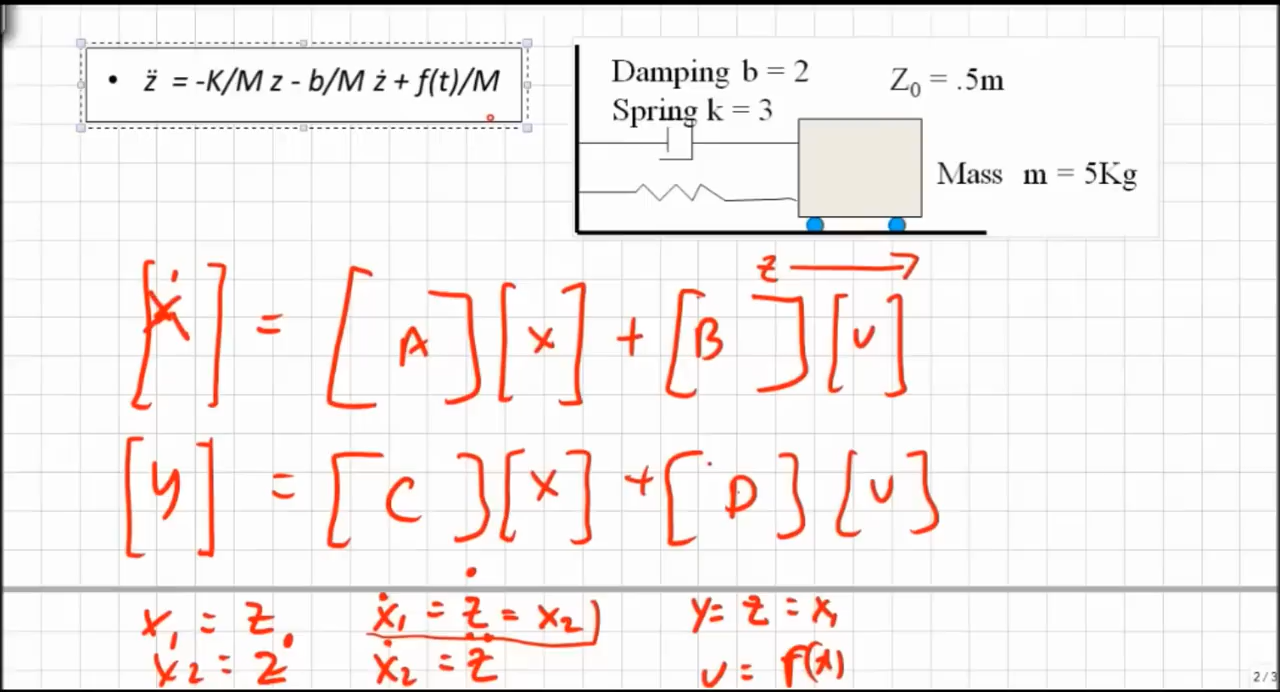 • z̈ = -K/M z - b/M ż + f(t)/M
Damping b = 2
Z₀ = .5m
Spring k = 3
Mass m = 5Kg
z
[ẋ] = [A][x] + [B][u]
[y] = [C][x] + [D][u]
x₁ = z
ẋ₁ = ż = x₂
y = z = x₁
x₂ = ż
ẋ₂ = z̈
2/3